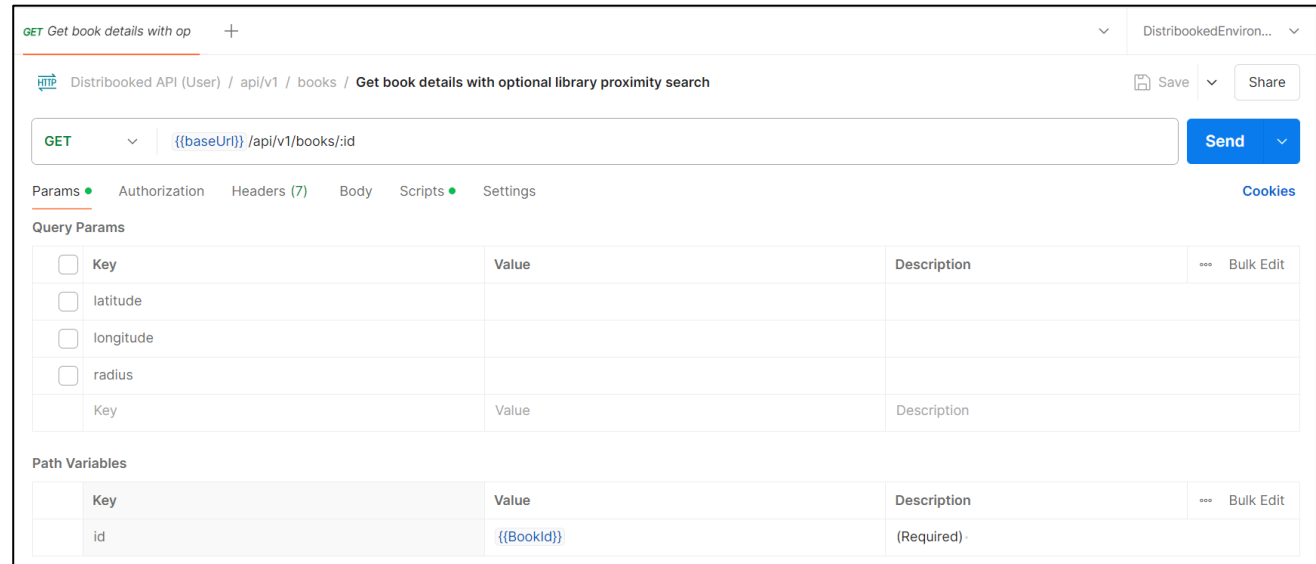 GET Get book details with op
DistribookedEnviron...
HTTP Distribooked API (User) / api/v1 / books / Get book details with optional library proximity search Save Share
GET {{baseUrl}} /api/v1/books/:id Send
Params Authorization Headers (7) Body Scripts Settings Cookies
Query Params
Key Value Description Bulk Edit
latitude
longitude
radius
Key Value Description
Path Variables
Key Value Description Bulk Edit
id {{BookId}} (Required)